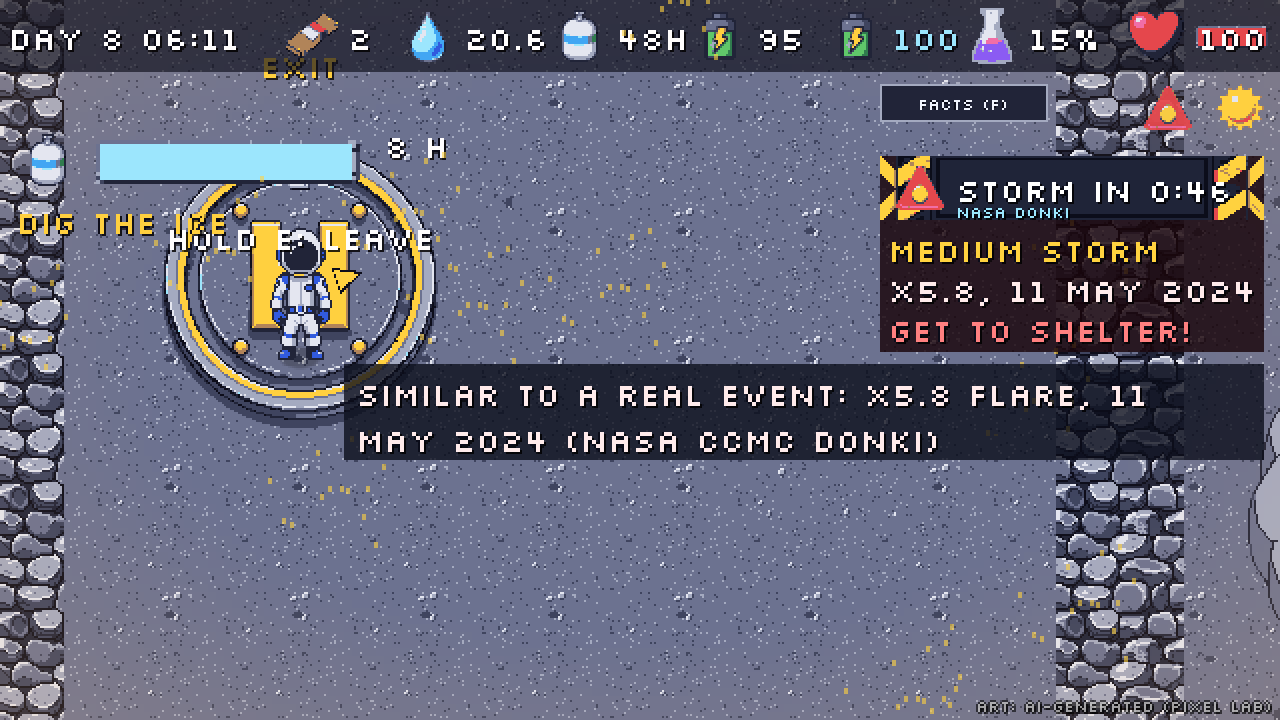 DAY 8 06:11 2 20.6 48H 95 100 15% 100
EXIT
FACTS (F)
8 H
STORM IN 0:46
NASA DONKI
DIG THE ICE
HOLD E: LEAVE
MEDIUM STORM
X5.8, 11 MAY 2024
GET TO SHELTER!
SIMILAR TO A REAL EVENT: X5.8 FLARE, 11
MAY 2024 (NASA CCMC DONKI)
ART: AI-GENERATED (PIXEL LAB)